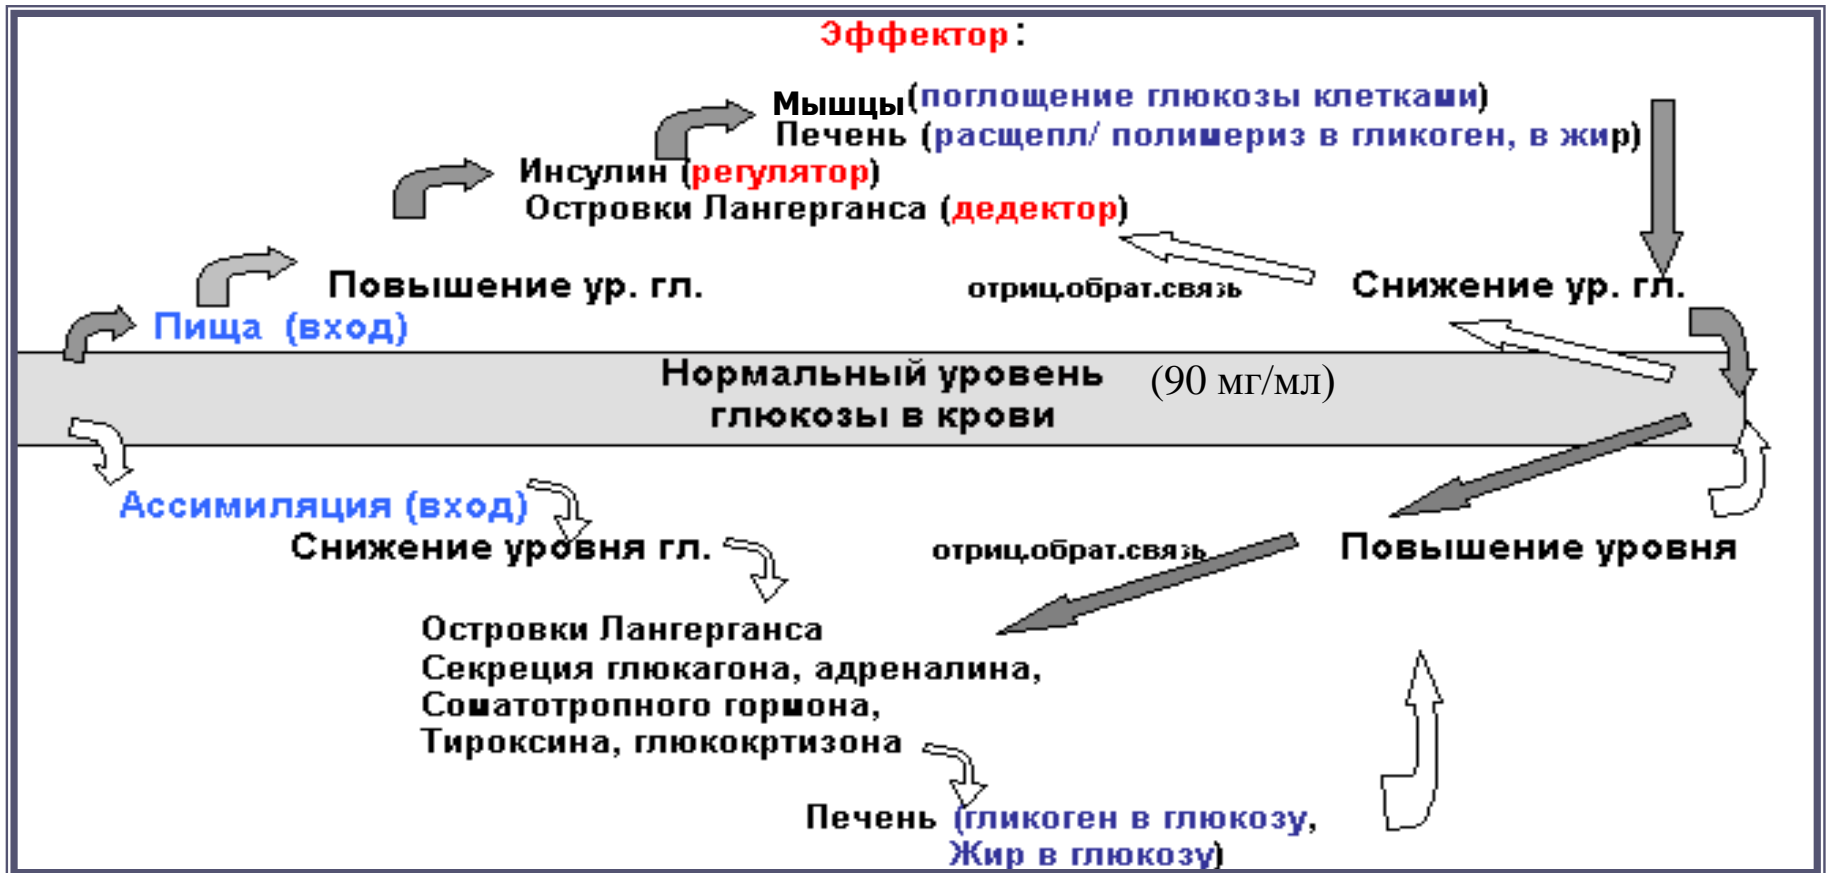 Эффектор:
Мышцы(поглощение глюкозы клетками)
Печень (расщепл/ полимериз в гликоген, в жир)
Инсулин (регулятор)
Островки Лангерганса (дедектор)
Повышение ур. гл.
отриц.обрат.связь
Снижение ур. гл.
Пища (вход)
Нормальный уровень (90 мг/мл)
глюкозы в крови
Ассимиляция (вход)
Снижение уровня гл.
отриц.обрат.связь
Повышение уровня
Островки Лангерганса
Секреция глюкагона, адреналина,
Соматотропного гормона,
Тироксина, глюкокртизона
Печень (гликоген в глюкозу,
Жир в глюкозу)